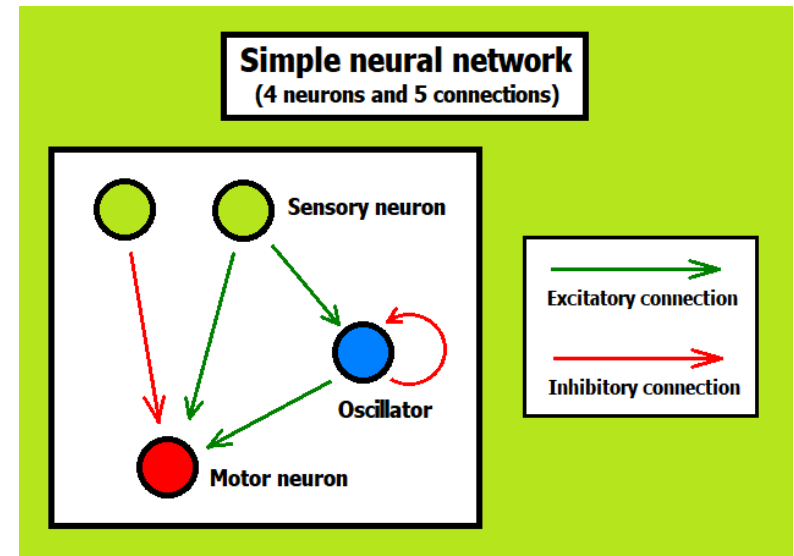 Simple neural network
(4 neurons and 5 connections)
Sensory neuron
Oscillator
Motor neuron
Excitatory connection
Inhibitory connection